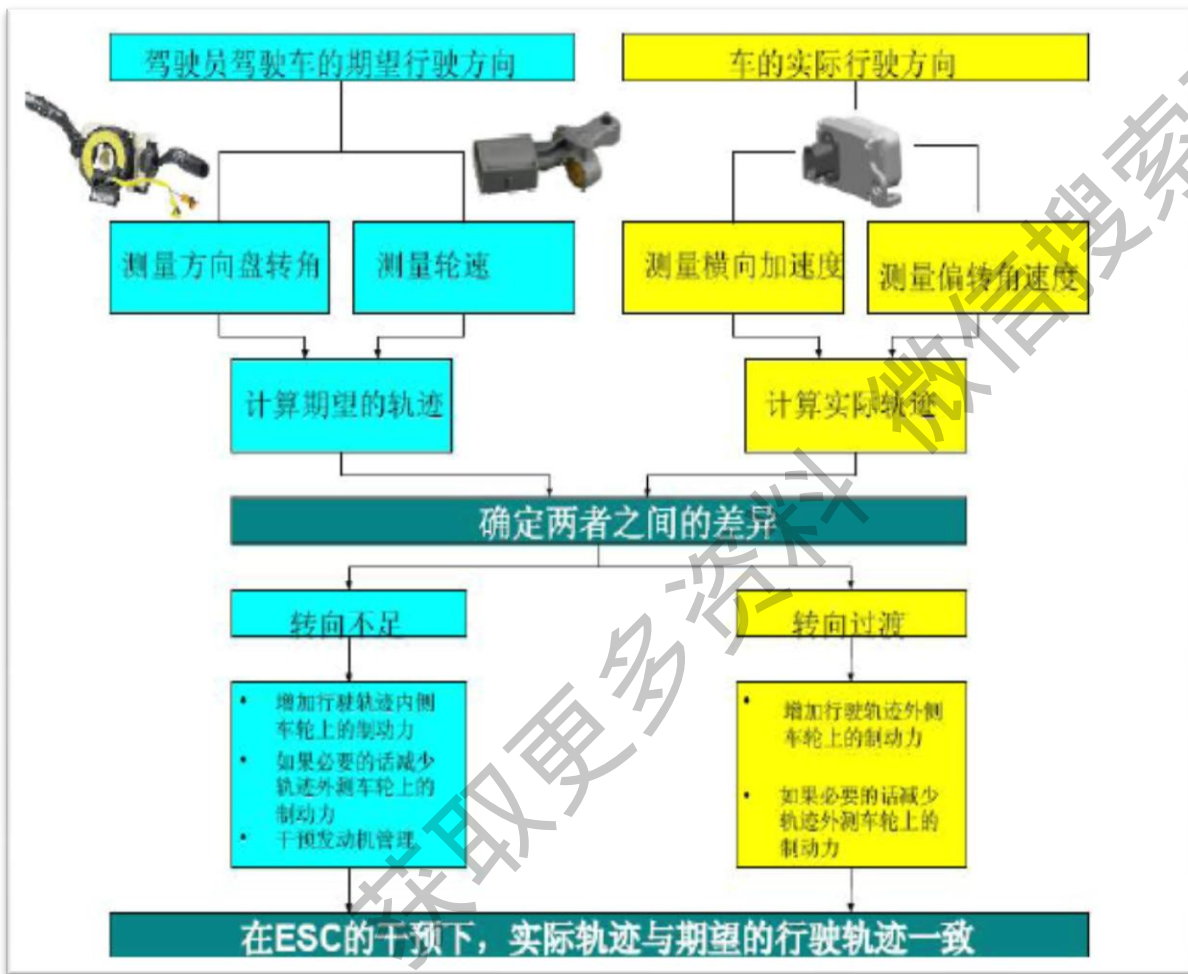 驾驶员驾驶车的期望行驶方向
车的实际行驶方向
测量方向盘转角
测量轮速
测量横向加速度
测量偏转角速度
计算期望的轨迹
计算实际轨迹
确定两者之间的差异
转向不足
转向过渡
• 增加行驶轨迹内侧
车轮上的制动力
• 如果必要的话减少
轨迹外测车轮上的
制动力
• 干预发动机管理
• 增加行驶轨迹外侧
车轮上的制动力
• 如果必要的话减少
轨迹外测车轮上的
制动力
在ESC的干预下，实际轨迹与期望的行驶轨迹一致
获取更多资料 微信搜索